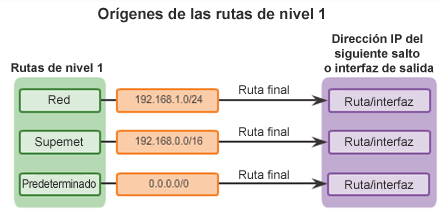 Orígenes de las rutas de nivel 1
Dirección IP del
siguiente salto
o interfaz de salida
Rutas de nivel 1
Red
192.168.1.0/24
Ruta final
Ruta/interfaz
Supemet
192.168.0.0/16
Ruta final
Ruta/interfaz
Predeterminado
0.0.0.0/0
Ruta final
Ruta/interfaz